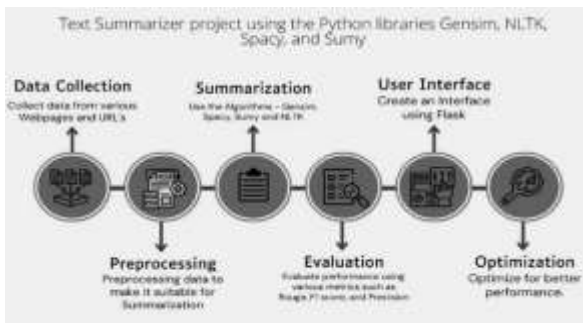 Text Summarizer project using the Python libraries Gensim, NLTK,
Spacy, and Sumy
Data Collection
Collect data from various
Webpages and URL's
Summarization
Use the Algorithms - Gensim,
Spacy, Sumy and NLTK
User Interface
Create an Interface
using Flask
Preprocessing
Preprocessing data to
make it suitable for
Summarization
Evaluation
Evaluate performance using
various metrics such as
Rouge, F1 score, and Precision
Optimization
Optimize for better
performance.